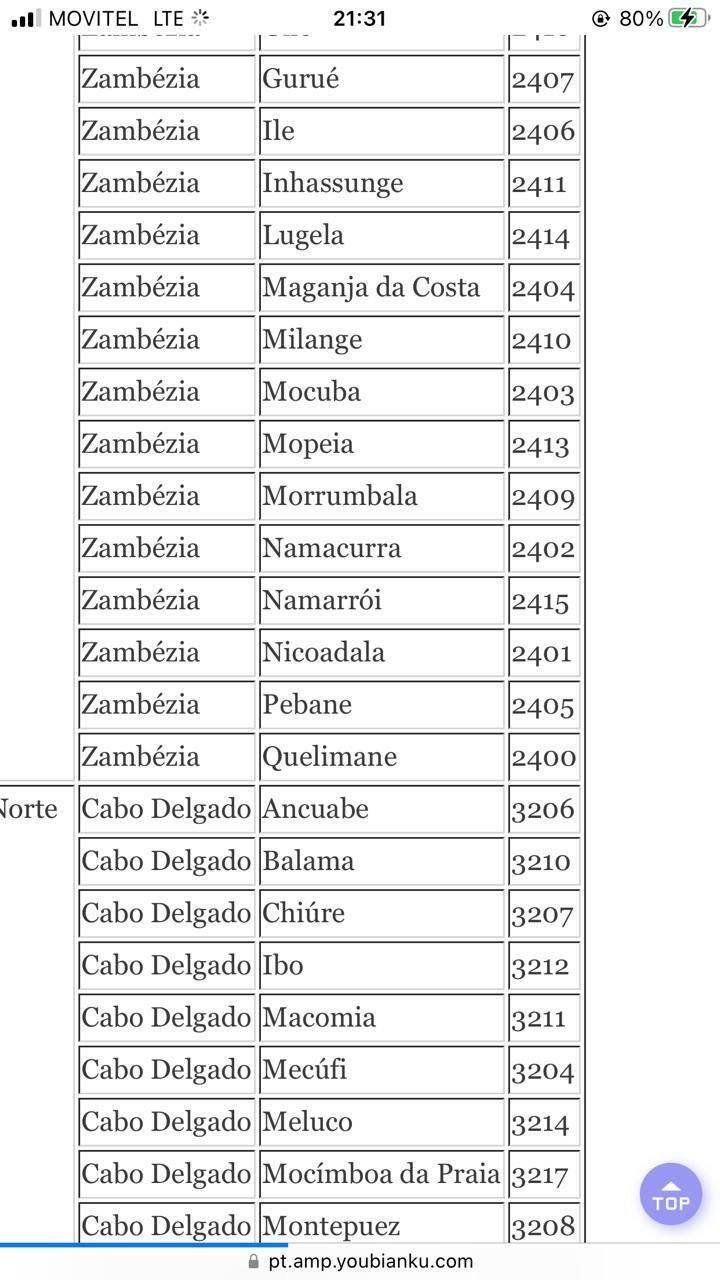 MOVITEL LTE 21:31 80%
Zambézia Gurué 2407
Zambézia Ile 2406
Zambézia Inhassunge 2411
Zambézia Lugela 2414
Zambézia Maganja da Costa 2404
Zambézia Milange 2410
Zambézia Mocuba 2403
Zambézia Mopeia 2413
Zambézia Morrumbala 2409
Zambézia Namacurra 2402
Zambézia Namarrói 2415
Zambézia Nicoadala 2401
Zambézia Pebane 2405
Zambézia Quelimane 2400
Norte Cabo Delgado Ancuabe 3206
Cabo Delgado Balama 3210
Cabo Delgado Chiúre 3207
Cabo Delgado Ibo 3212
Cabo Delgado Macomia 3211
Cabo Delgado Mecúfi 3204
Cabo Delgado Meluco 3214
Cabo Delgado Mocímboa da Praia 3217
TOP
Cabo Delgado Montepuez 3208
pt.amp.youbianku.com